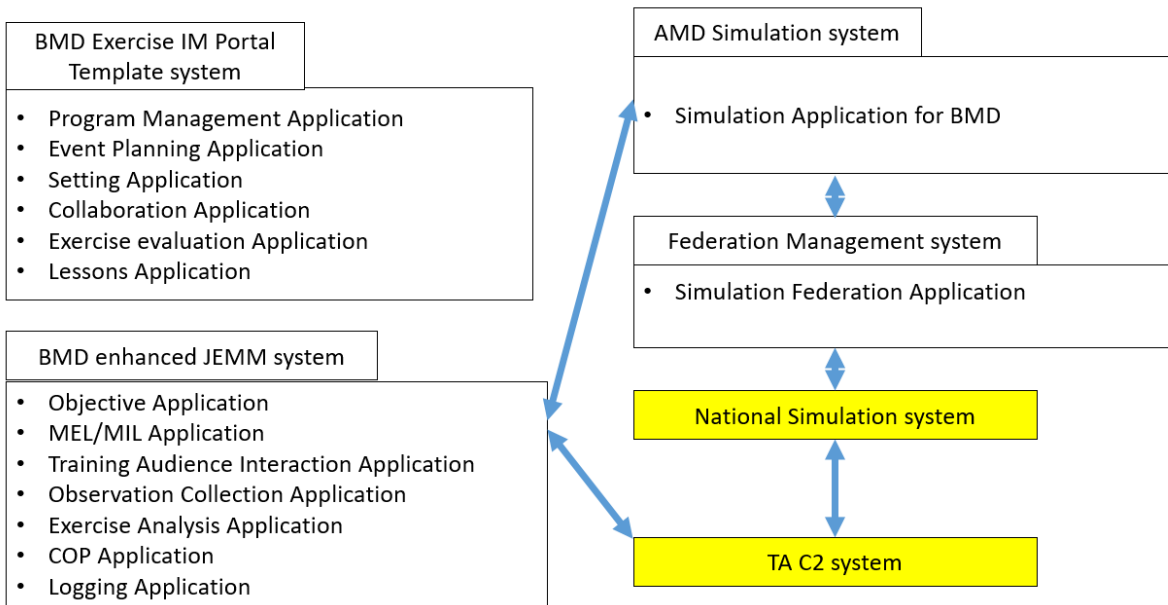 BMD Exercise IM Portal
Template system
• Program Management Application
• Event Planning Application
• Setting Application
• Collaboration Application
• Exercise evaluation Application
• Lessons Application
BMD enhanced JEMM system
• Objective Application
• MEL/MIL Application
• Training Audience Interaction Application
• Observation Collection Application
• Exercise Analysis Application
• COP Application
• Logging Application
AMD Simulation system
• Simulation Application for BMD
Federation Management system
• Simulation Federation Application
National Simulation system
TA C2 system